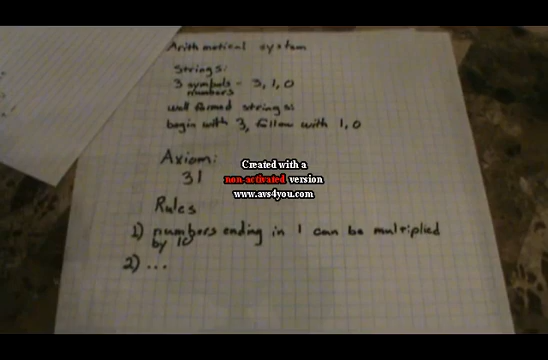 Arithmetical system
Strings:
3 symbols - 3, 1, 0
numbers
well formed strings:
begin with 3, follow with 1, 0
Axiom:
31
Created with a
non-activated version
www.avs4you.com
Rules
1) numbers ending in 1 can be multiplied
by 10
2) ...